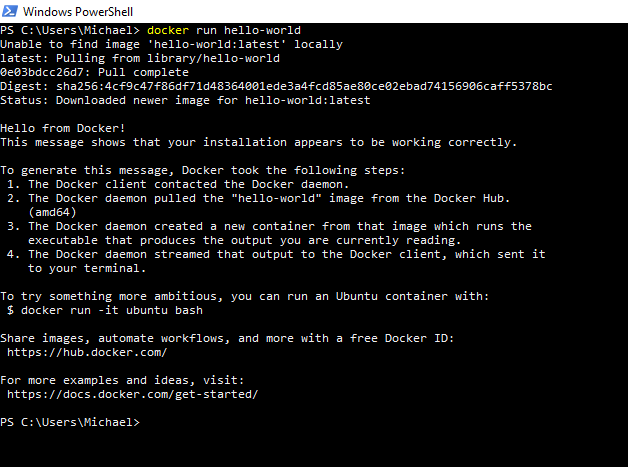 Windows PowerShell
PS C:\Users\Michael> docker run hello-world
Unable to find image 'hello-world:latest' locally
latest: Pulling from library/hello-world
0e03bdcc26d7: Pull complete
Digest: sha256:4cf9c47f86df71d48364001ede3a4fcd85ae80ce02ebad74156906caff5378bc
Status: Downloaded newer image for hello-world:latest
Hello from Docker!
This message shows that your installation appears to be working correctly.
To generate this message, Docker took the following steps:
1. The Docker client contacted the Docker daemon.
2. The Docker daemon pulled the "hello-world" image from the Docker Hub.
(amd64)
3. The Docker daemon created a new container from that image which runs the
executable that produces the output you are currently reading.
4. The Docker daemon streamed that output to the Docker client, which sent it
to your terminal.
To try something more ambitious, you can run an Ubuntu container with:
$ docker run -it ubuntu bash
Share images, automate workflows, and more with a free Docker ID:
https://hub.docker.com/
For more examples and ideas, visit:
https://docs.docker.com/get-started/
PS C:\Users\Michael>